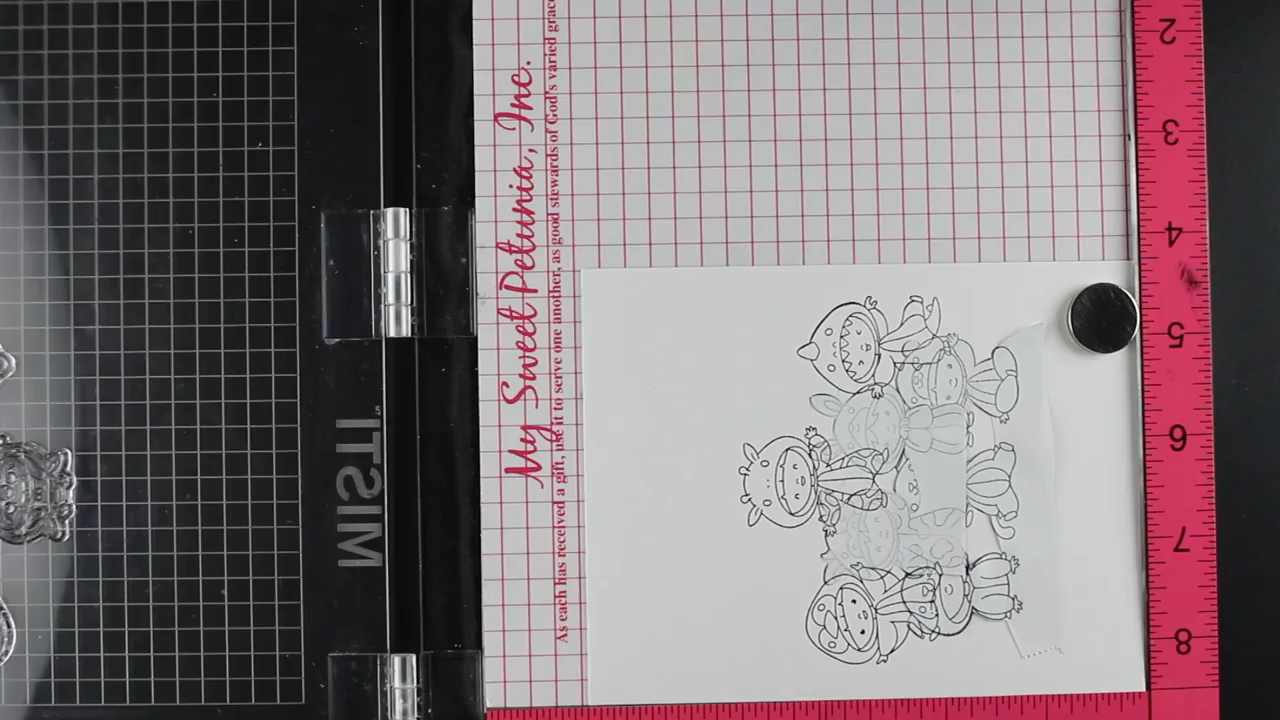 My Sweet Petunia, Inc.
As each has received a gift, use it to serve one another, as good stewards of God's varied grace
MISTI
2
3
4
5
6
7
8